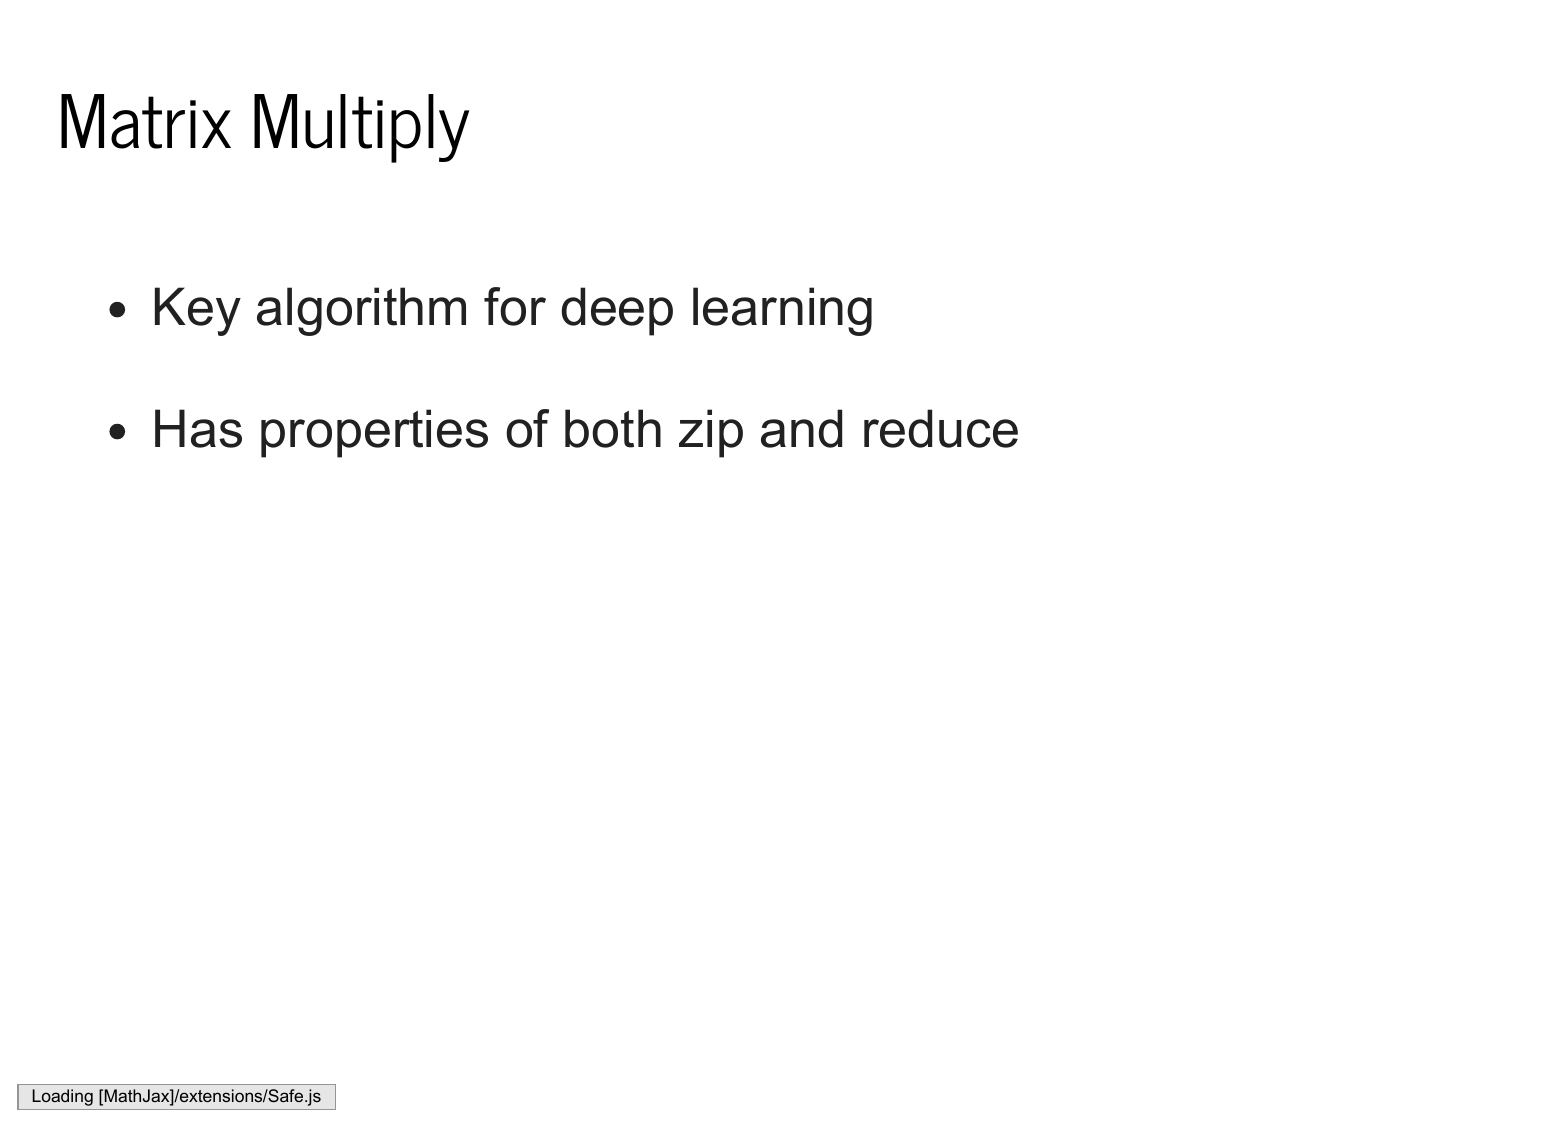 Matrix Multiply
• Key algorithm for deep learning
• Has properties of both zip and reduce
Loading [MathJax]/extensions/Safe.js